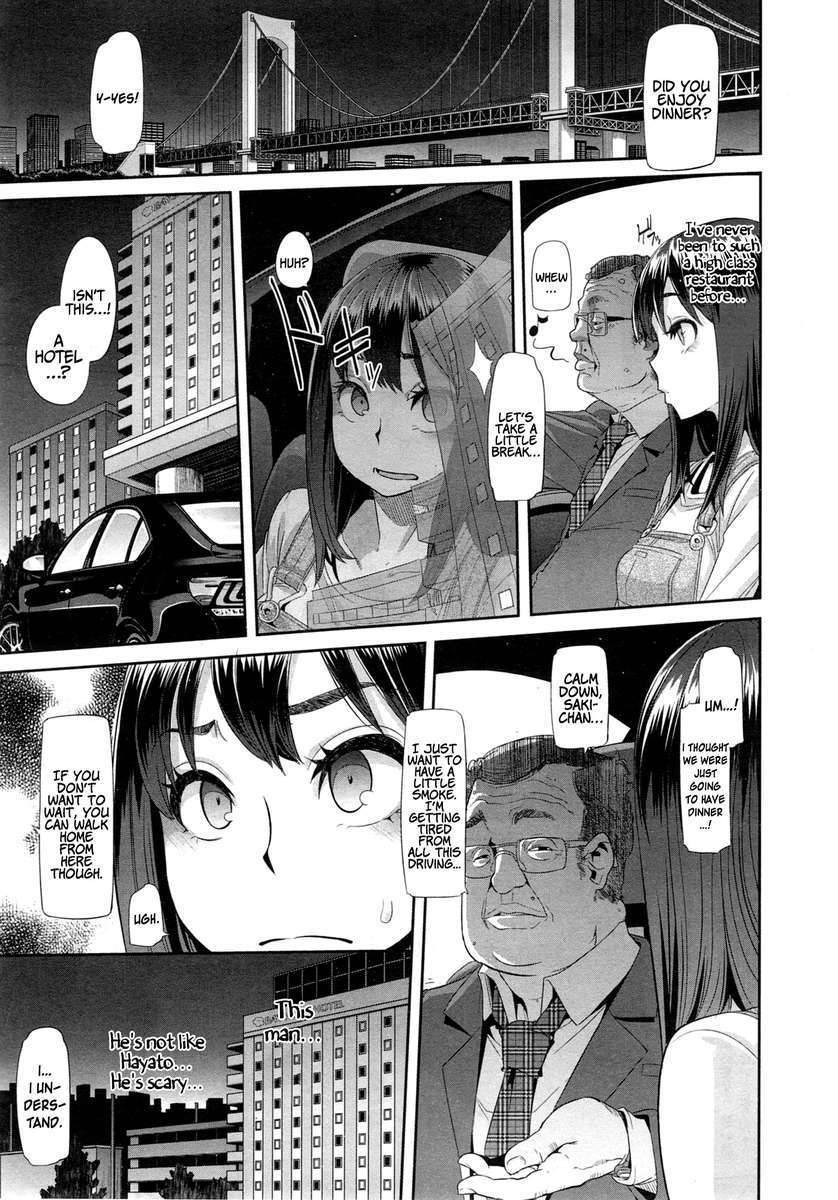 DID YOU
ENJOY
DINNER?
Y-YES!
I've never
been to such
a high class
restaurant
before...
WHEW
...
LET'S
TAKE A
LITTLE
BREAK...
HUH?
ドキッ
ISN'T
THIS...!
A
HOTEL
...?
UM...!
I THOUGHT
WE WERE
JUST
GOING
TO HAVE
DINNER
...!
CALM
DOWN,
SAKI-
CHAN...
I JUST
WANT TO
HAVE A
LITTLE
SMOKE.
I'M
GETTING
TIRED
FROM
ALL THIS
DRIVING...
IF YOU
DON'T
WANT TO
WAIT, YOU
CAN WALK
HOME
FROM
HERE
THOUGH.
UGH.
This
man...
HOTEL
He's not like
Hayato...
He's scary...
I...
I UN-
DERS-
TAND.